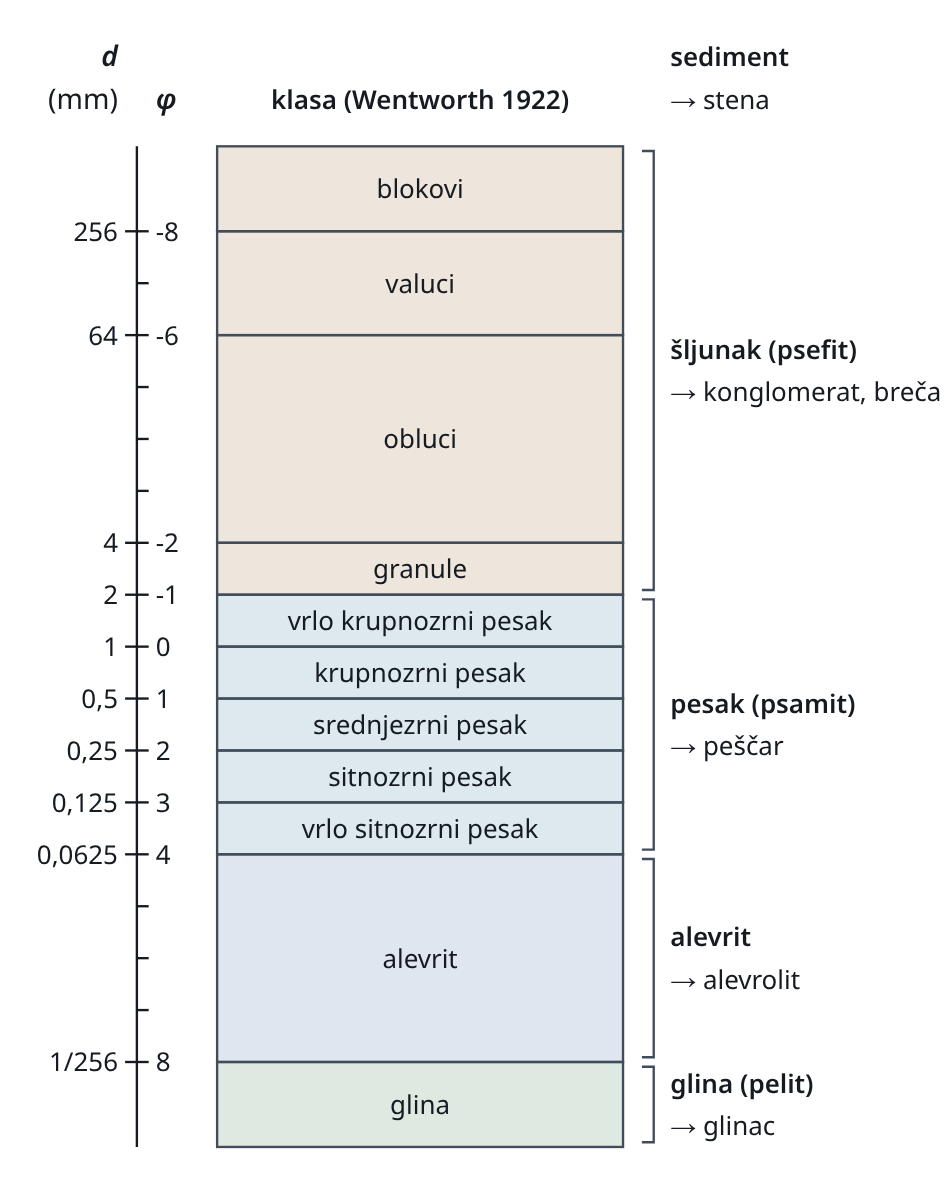 d
(mm) φ
klasa (Wentworth 1922)
sediment
→ stena
blokovi
256 -8
valuci
64 -6
šljunak (psefit)
→ konglomerat, breča
obluci
4 -2
granule
2 -1
vrlo krupnozrni pesak
1 0
krupnozrni pesak
0,5 1
srednjezrni pesak
pesak (psamit)
→ peščar
0,25 2
sitnozrni pesak
0,125 3
vrlo sitnozrni pesak
0,0625 4
alevrit
alevrit
→ alevrolit
1/256 8
glina
glina (pelit)
→ glinac